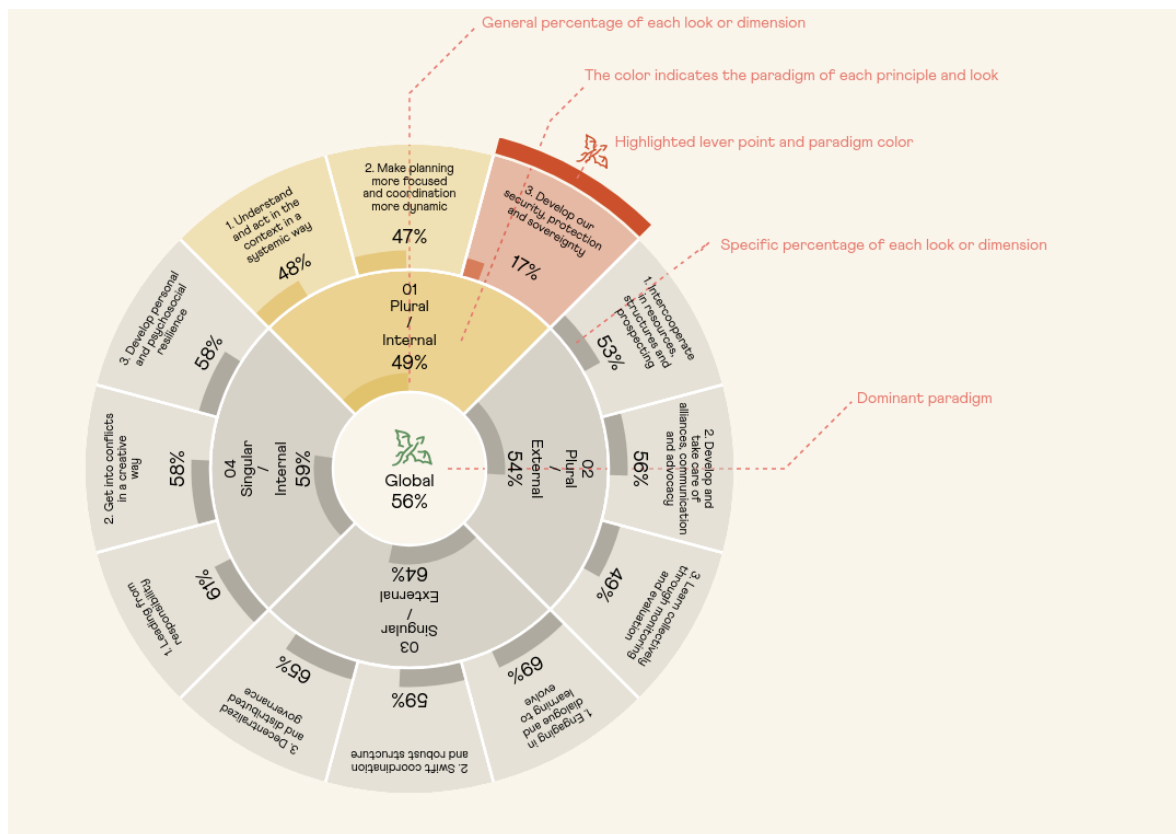 General percentage of each look or dimension
The color indicates the paradigm of each principle and look
Highlighted lever point and paradigm color
Specific percentage of each look or dimension
Dominant paradigm
01
Plural
/
Internal
49%
1. Understand
and act in the
context in a
systemic way
48%
2. Make planning
more focused
and coordination
more dynamic
47%
3. Develop our
security, protection
and sovereignty
17%
02
Plural
/
External
54%
1. Intercooperate
in resources,
structures and
prospecting
53%
2. Develop and
take care of
alliances, communication
and advocacy
56%
3. Learn collectively
through monitoring
and evaluation
49%
03
Singular
/
External
64%
1. Engaging in
dialogue and
learning to
evolve
69%
2. Swift coordination
and robust structure
59%
3. Decentralized
and distributed
governance
65%
04
Singular
/
Internal
59%
1. Leading from
responsibility
61%
2. Get into conflicts
in a creative
way
58%
3. Develop personal
and psychosocial
resilience
58%
Global
56%